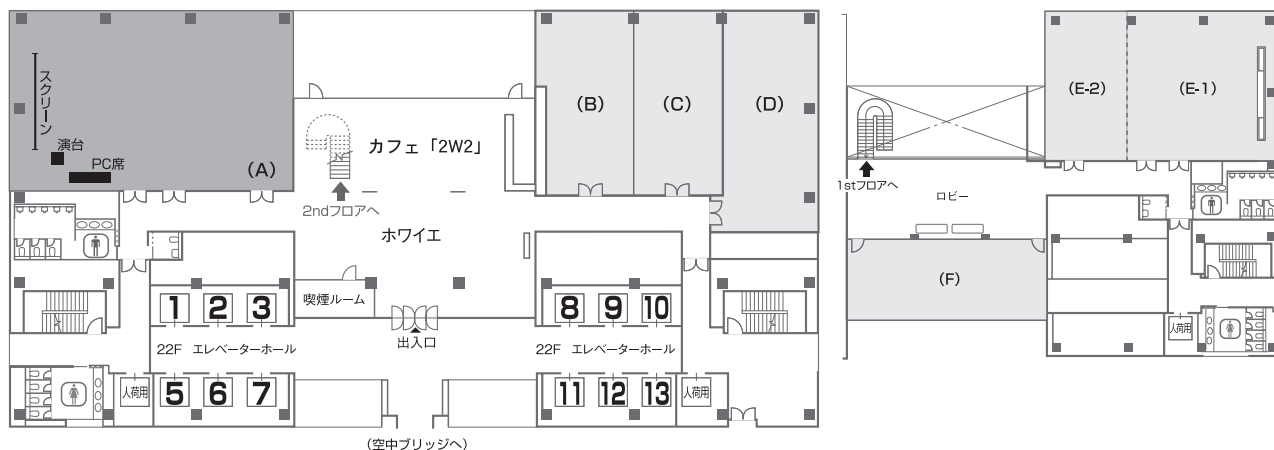 スクリーン
演台
PC席
(A)
カフェ「2W2」
2ndフロアへ
ホワイエ
(B)
(C)
(D)
喫煙ルーム
出入口
1
2
3
22F エレベーターホール
5
6
7
人荷用
8
9
10
22F エレベーターホール
11
12
13
人荷用
(空中ブリッジへ)
(E-2)
(E-1)
1stフロアへ
ロビー
(F)
人荷用